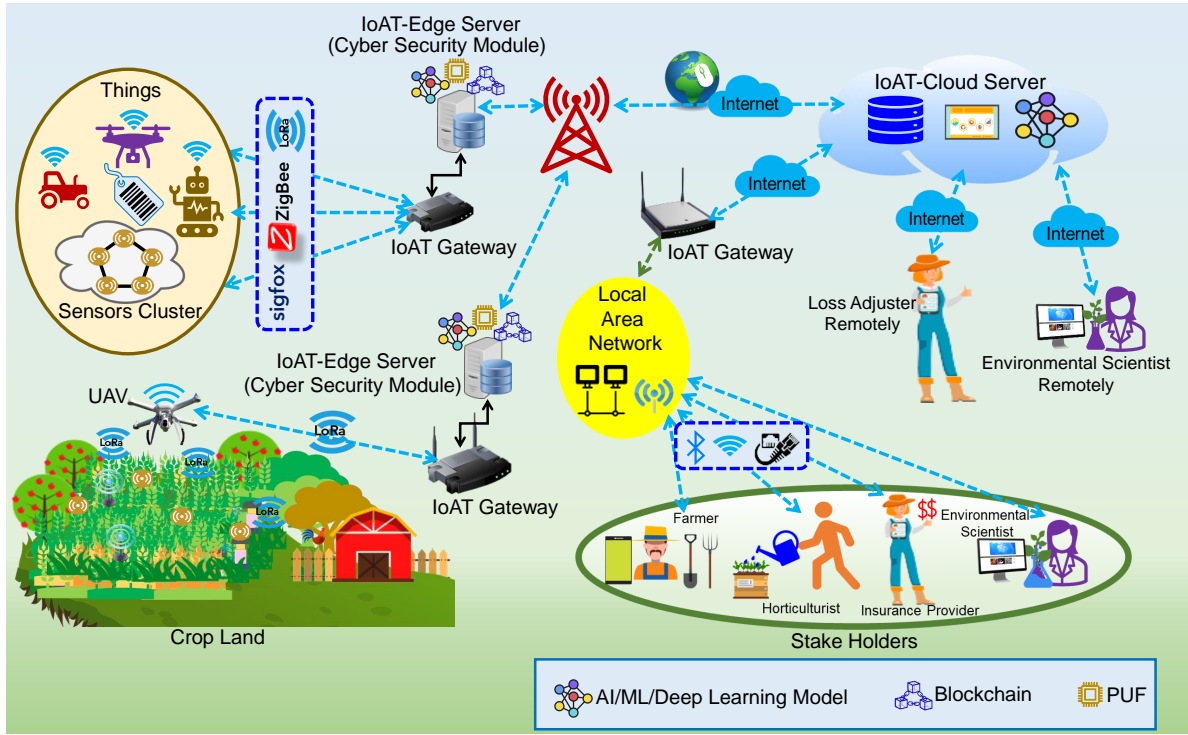 IoAT-Edge Server
(Cyber Security Module)
Things
LoRa
ZigBee
Z
sigfox
Sensors Cluster
IoAT Gateway
Internet
IoAT-Cloud Server
Internet
IoAT Gateway
Internet
Internet
Loss Adjuster
Remotely
Environmental Scientist
Remotely
Local
Area
Network
IoAT-Edge Server
(Cyber Security Module)
UAV
LoRa
LoRa
LoRa
LoRa
IoAT Gateway
Crop Land
Farmer
Horticulturist
$$
Insurance Provider
Environmental
Scientist
Stake Holders
AI/ML/Deep Learning Model
Blockchain
PUF